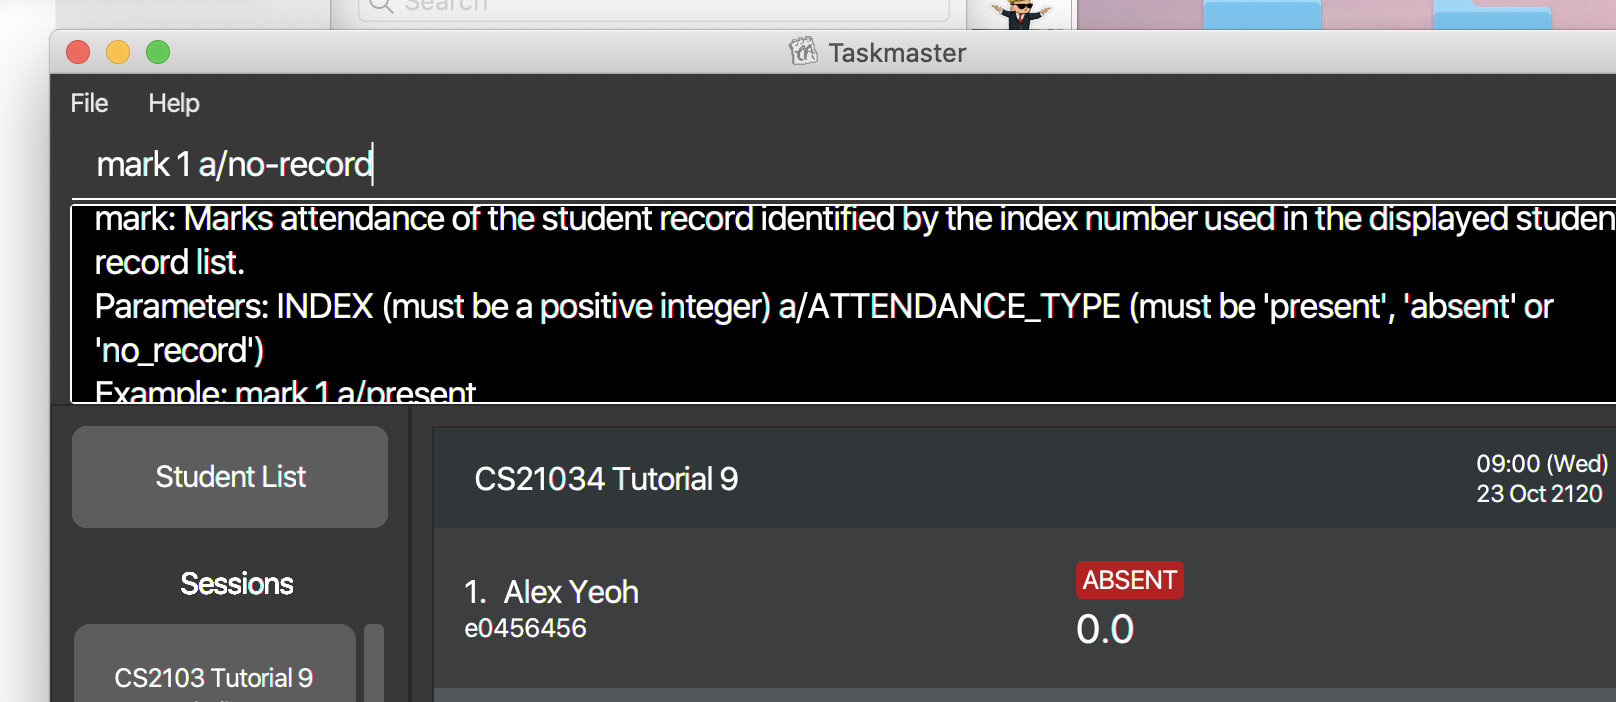 Search
Taskmaster
File Help
mark 1 a/no-record
mark: Marks attendance of the student record identified by the index number used in the displayed studen
record list.
Parameters: INDEX (must be a positive integer) a/ATTENDANCE_TYPE (must be 'present', 'absent' or
'no_record')
Example: mark 1 a/present
Student List
Sessions
CS2103 Tutorial 9
CS21034 Tutorial 9
09:00 (Wed)
23 Oct 2120
1. Alex Yeoh
e0456456
ABSENT
0.0